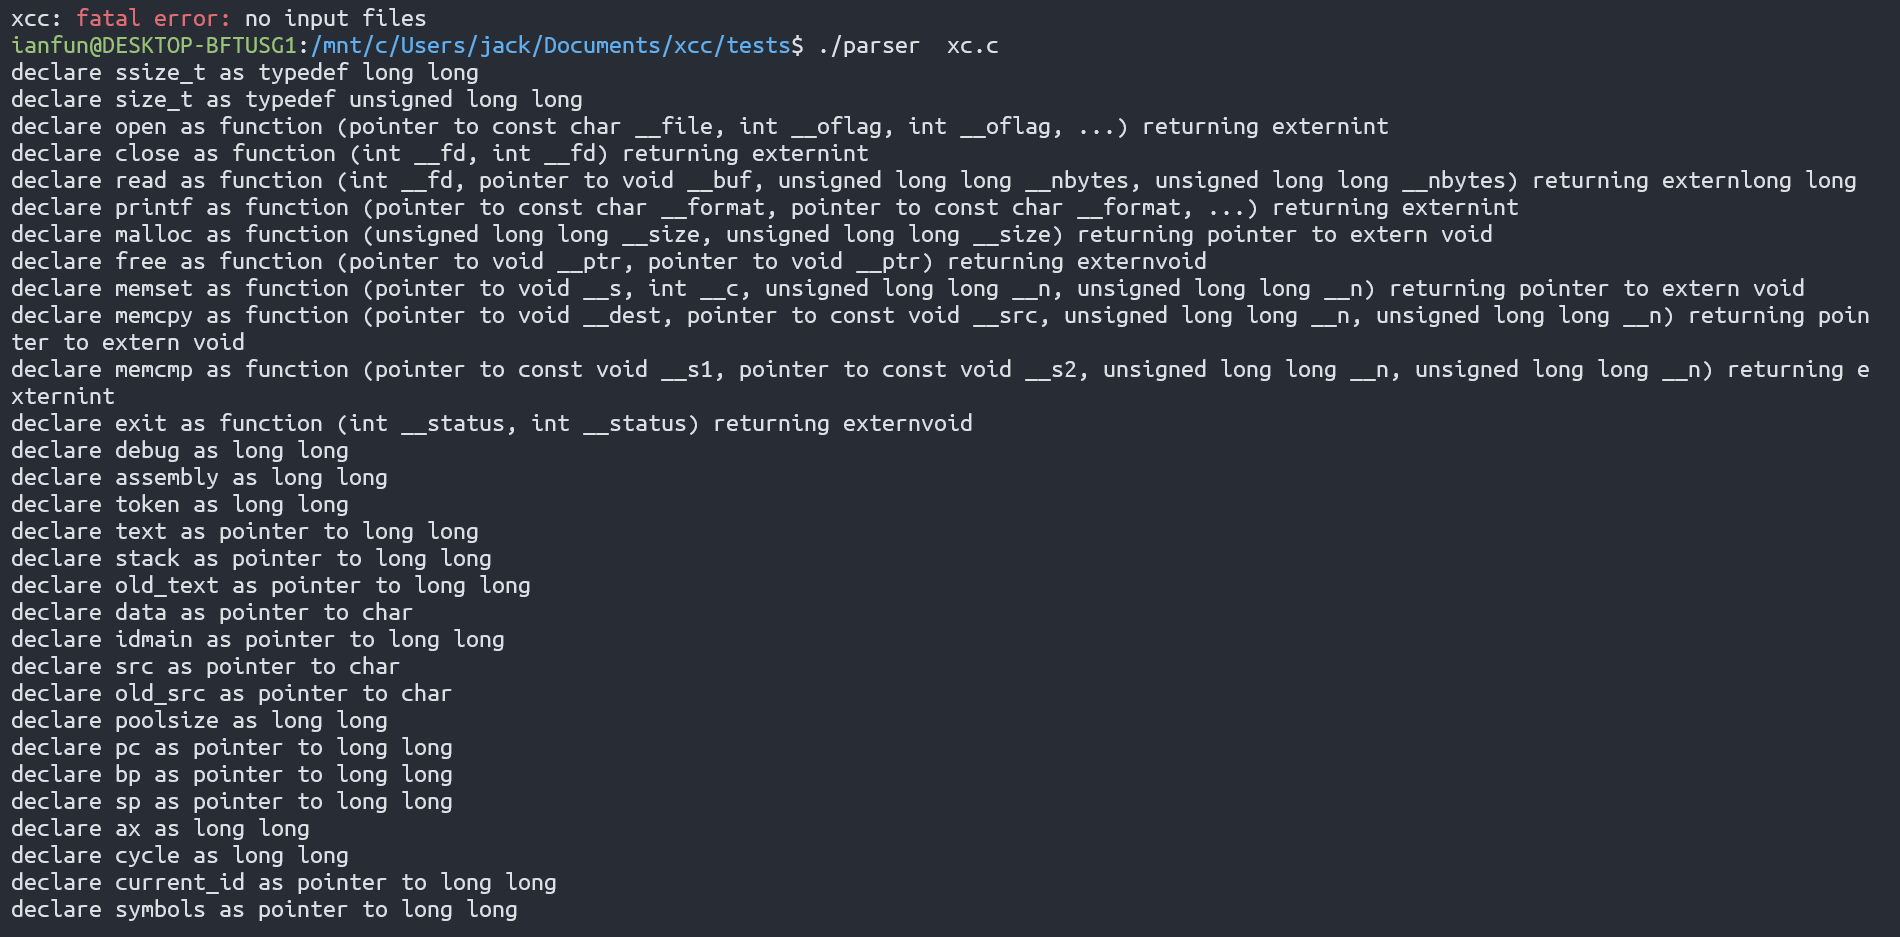 xcc: fatal error: no input files
ianfun@DESKTOP-BFTUSG1:/mnt/c/Users/jack/Documents/xcc/tests$ ./parser  xc.c
declare ssize_t as typedef long long
declare size_t as typedef unsigned long long
declare open as function (pointer to const char __file, int __oflag, int __oflag, ...) returning externint
declare close as function (int __fd, int __fd) returning externint
declare read as function (int __fd, pointer to void __buf, unsigned long long __nbytes, unsigned long long __nbytes) returning externlong long
declare printf as function (pointer to const char __format, pointer to const char __format, ...) returning externint
declare malloc as function (unsigned long long __size, unsigned long long __size) returning pointer to extern void
declare free as function (pointer to void __ptr, pointer to void __ptr) returning externvoid
declare memset as function (pointer to void __s, int __c, unsigned long long __n, unsigned long long __n) returning pointer to extern void
declare memcpy as function (pointer to void __dest, pointer to const void __src, unsigned long long __n, unsigned long long __n) returning poin
ter to extern void
declare memcmp as function (pointer to const void __s1, pointer to const void __s2, unsigned long long __n, unsigned long long __n) returning e
xternint
declare exit as function (int __status, int __status) returning externvoid
declare debug as long long
declare assembly as long long
declare token as long long
declare text as pointer to long long
declare stack as pointer to long long
declare old_text as pointer to long long
declare data as pointer to char
declare idmain as pointer to long long
declare src as pointer to char
declare old_src as pointer to char
declare poolsize as long long
declare pc as pointer to long long
declare bp as pointer to long long
declare sp as pointer to long long
declare ax as long long
declare cycle as long long
declare current_id as pointer to long long
declare symbols as pointer to long long